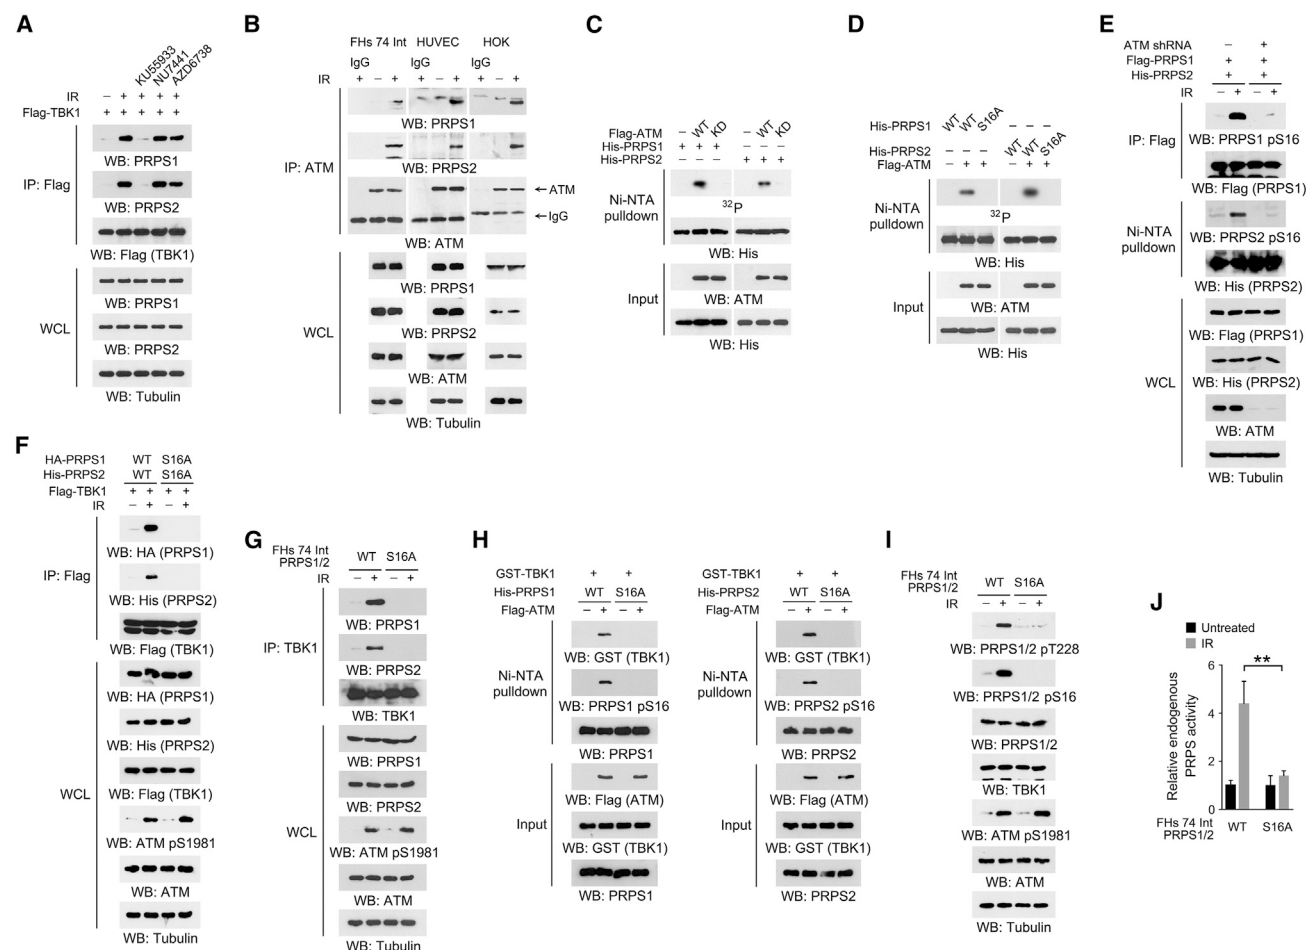 A
KU55933
NU7441
AZD6738
IR – + + + +
Flag-TBK1 + + + + +
IP: Flag
WB: PRPS1
WB: PRPS2
WB: Flag (TBK1)
WCL
WB: PRPS1
WB: PRPS2
WB: Tubulin
B
FHs 74 Int HUVEC HOK
IgG IgG IgG
IR + – + + – + + – +
IP: ATM
WB: PRPS1
WB: PRPS2
←ATM
←IgG
WB: ATM
WCL
WB: PRPS1
WB: PRPS2
WB: ATM
WB: Tubulin
C
Flag-ATM – WT KD – WT KD
His-PRPS1 + + + – – –
His-PRPS2 – – – + + +
Ni-NTA
pulldown
32P
WB: His
Input
WB: ATM
WB: His
D
His-PRPS1 WT WT S16A – – –
His-PRPS2 – – – WT WT S16A
Flag-ATM – + + – + +
Ni-NTA
pulldown
32P
WB: His
Input
WB: ATM
WB: His
E
ATM shRNA – +
Flag-PRPS1 + +
His-PRPS2 + +
IR – + – +
IP: Flag
WB: PRPS1 pS16
WB: Flag (PRPS1)
Ni-NTA
pulldown
WB: PRPS2 pS16
WB: His (PRPS2)
WCL
WB: Flag (PRPS1)
WB: His (PRPS2)
WB: ATM
WB: Tubulin
F
HA-PRPS1 WT S16A
His-PRPS2 WT S16A
Flag-TBK1 + + + +
IR – + – +
IP: Flag
WB: HA (PRPS1)
WB: His (PRPS2)
WB: Flag (TBK1)
WCL
WB: HA (PRPS1)
WB: His (PRPS2)
WB: Flag (TBK1)
WB: ATM pS1981
WB: ATM
WB: Tubulin
G
FHs 74 Int
PRPS1/2 WT S16A
IR – + – +
IP: TBK1
WB: PRPS1
WB: PRPS2
WB: TBK1
WCL
WB: PRPS1
WB: PRPS2
WB: ATM pS1981
WB: ATM
WB: Tubulin
H
GST-TBK1 + +
His-PRPS1 WT S16A
Flag-ATM – + – +
Ni-NTA
pulldown
WB: GST (TBK1)
WB: PRPS1 pS16
WB: PRPS1
Input
WB: Flag (ATM)
WB: GST (TBK1)
WB: PRPS1
GST-TBK1 + +
His-PRPS2 WT S16A
Flag-ATM – + – +
Ni-NTA
pulldown
WB: GST (TBK1)
WB: PRPS2 pS16
WB: PRPS2
Input
WB: Flag (ATM)
WB: GST (TBK1)
WB: PRPS2
I
FHs 74 Int
PRPS1/2 WT S16A
IR – + – +
WB: PRPS1/2 pT228
WB: PRPS1/2 pS16
WB: PRPS1/2
WB: TBK1
WB: ATM pS1981
WB: ATM
WB: Tubulin
J
Untreated
IR
**
6
4
2
0
Relative endogenous
PRPS activity
FHs 74 Int
PRPS1/2 WT S16A